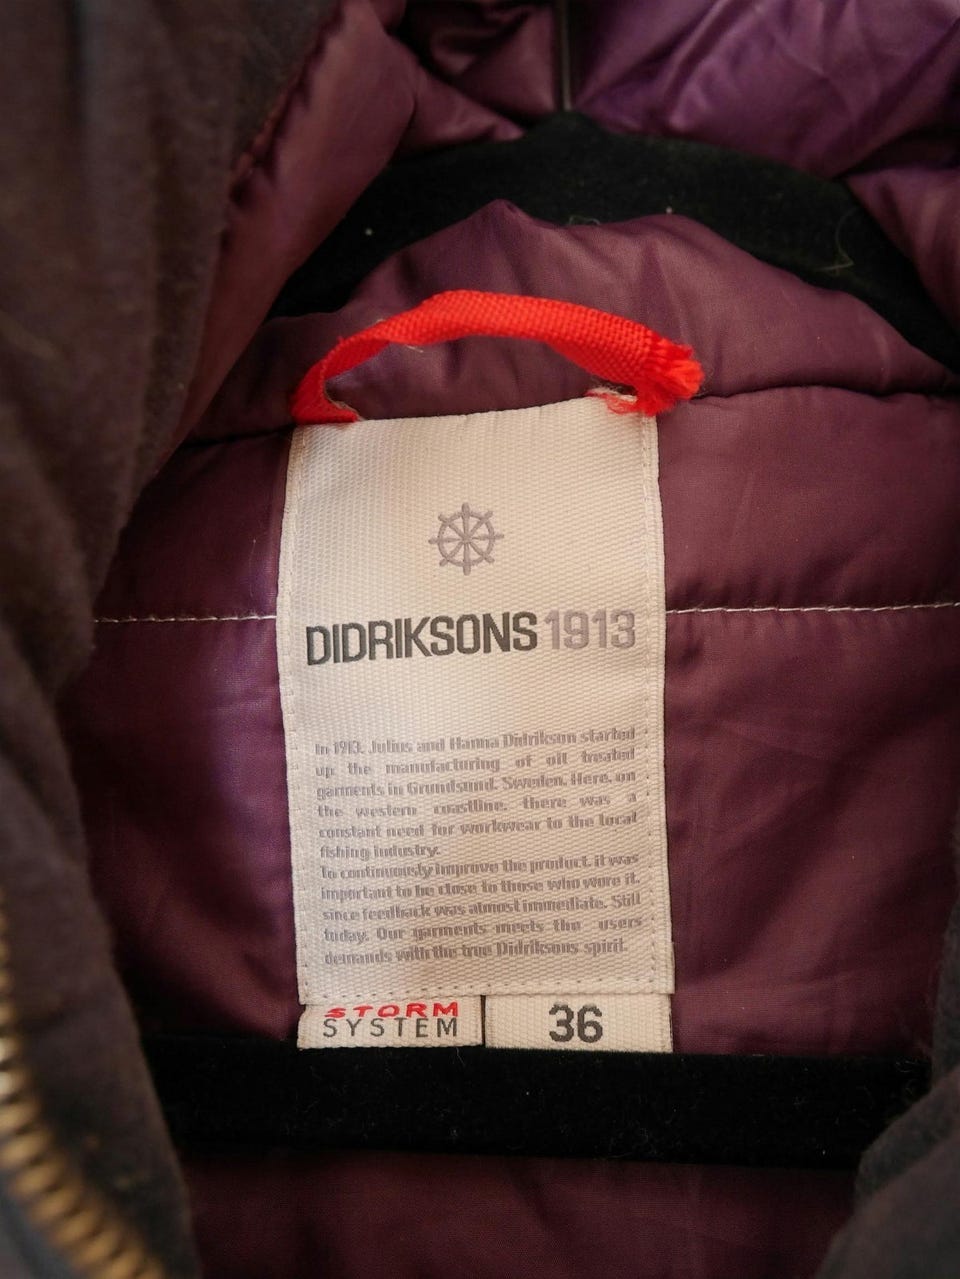 DIDRIKSONS 1913
In 1913, Julius and Hanna Didrikson started
up the manufacturing of oil treated
garments in Grundsund, Sweden. Here, on
the western coastline, there was a
constant need for workwear to the local
fishing industry.
To continuously improve the product, it was
important to be close to those who wore it,
since feedback was almost immediate. Still
today, Our garments meets the users
demands with the true Didriksons spirit.
STORM
SYSTEM
36